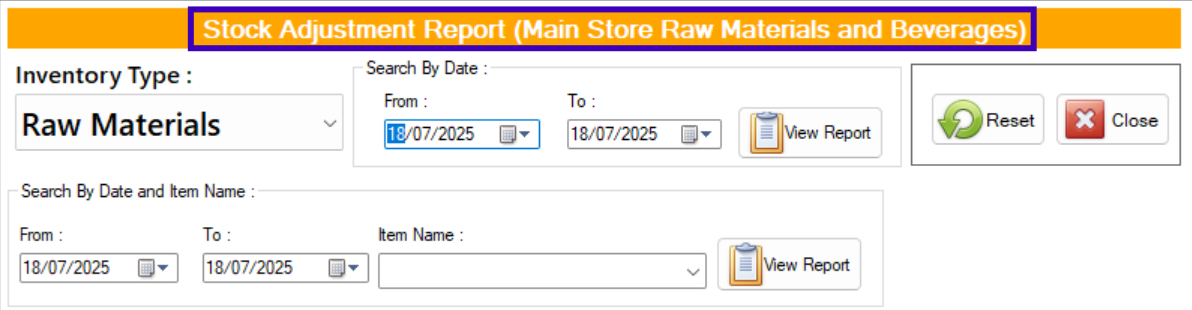 Stock Adjustment Report (Main Store Raw Materials and Beverages)
Inventory Type :
Raw Materials
Search By Date :
From :
To :
18/07/2025
18/07/2025
View Report
Reset
Close
Search By Date and Item Name :
From :
To :
Item Name :
18/07/2025
18/07/2025
View Report